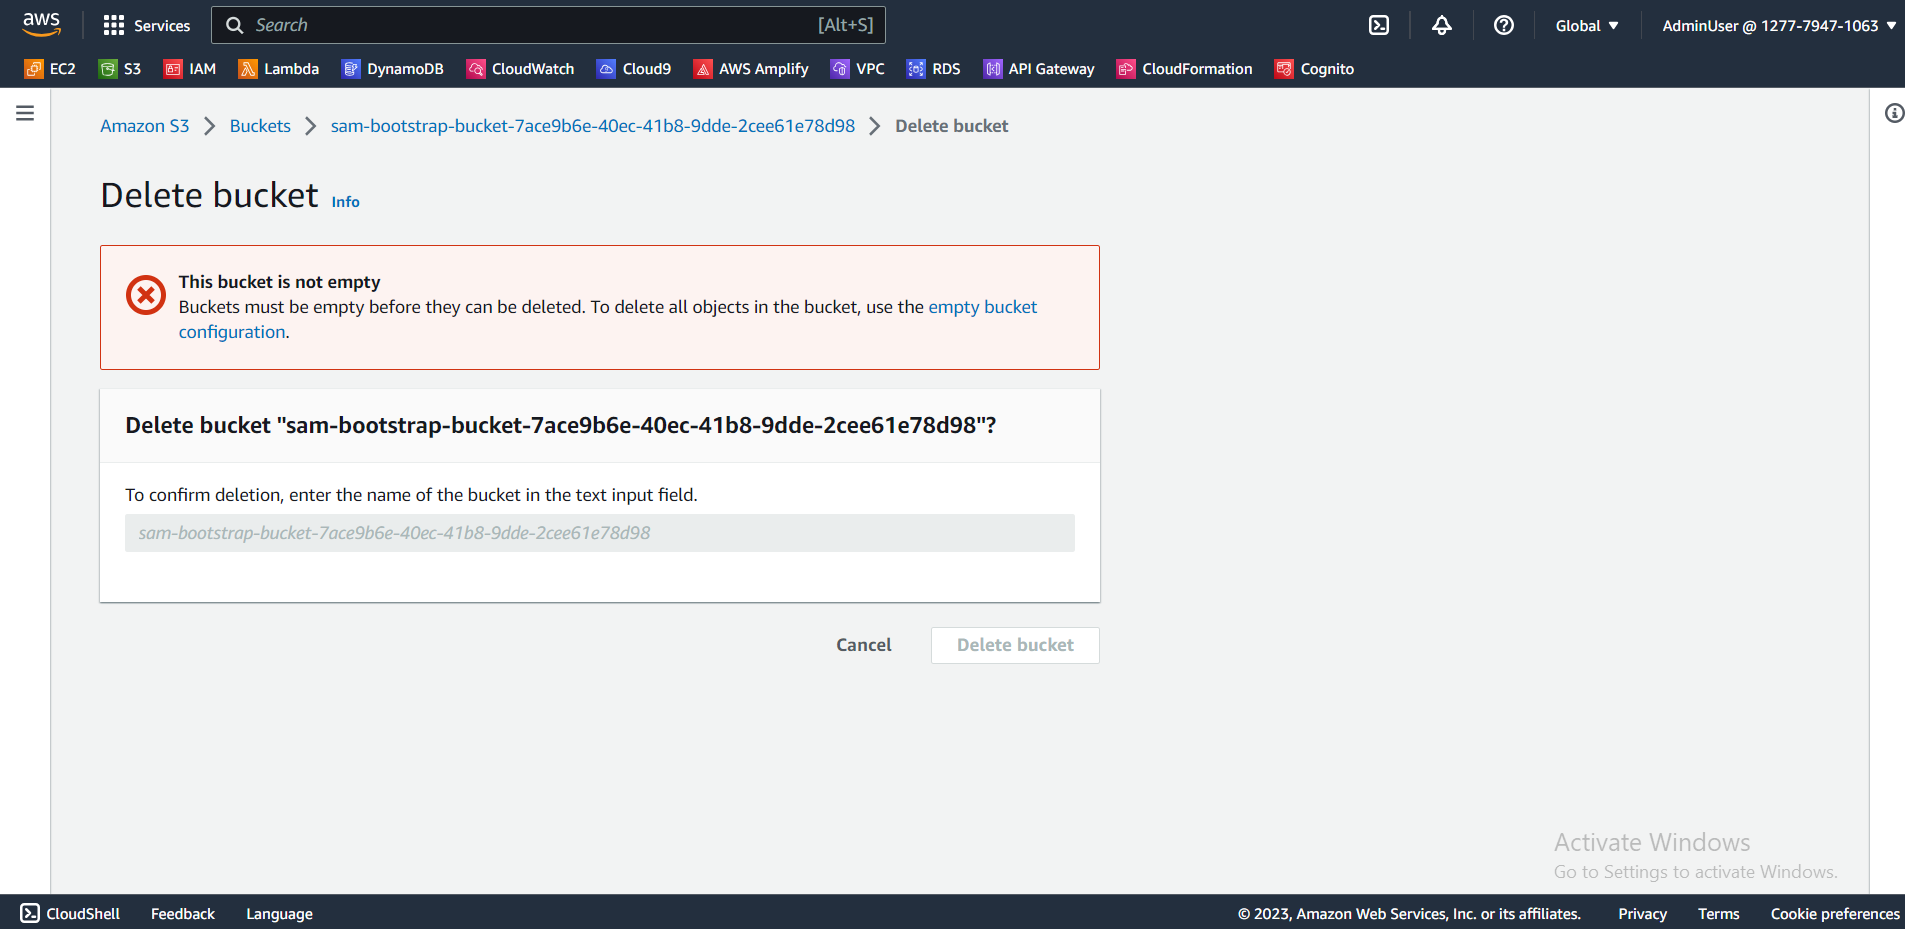 aws Services Search [Alt+S] Global AdminUser @ 1277-7947-1063
EC2 S3 IAM Lambda DynamoDB CloudWatch Cloud9 AWS Amplify VPC RDS API Gateway CloudFormation Cognito
Amazon S3 Buckets sam-bootstrap-bucket-7ace9b6e-40ec-41b8-9dde-2cee61e78d98 Delete bucket
Delete bucket Info
This bucket is not empty
Buckets must be empty before they can be deleted. To delete all objects in the bucket, use the empty bucket
configuration.
Delete bucket "sam-bootstrap-bucket-7ace9b6e-40ec-41b8-9dde-2cee61e78d98"?
To confirm deletion, enter the name of the bucket in the text input field.
sam-bootstrap-bucket-7ace9b6e-40ec-41b8-9dde-2cee61e78d98
Cancel Delete bucket
Activate Windows
Go to Settings to activate Windows.
CloudShell Feedback Language © 2023, Amazon Web Services, Inc. or its affiliates. Privacy Terms Cookie preferences